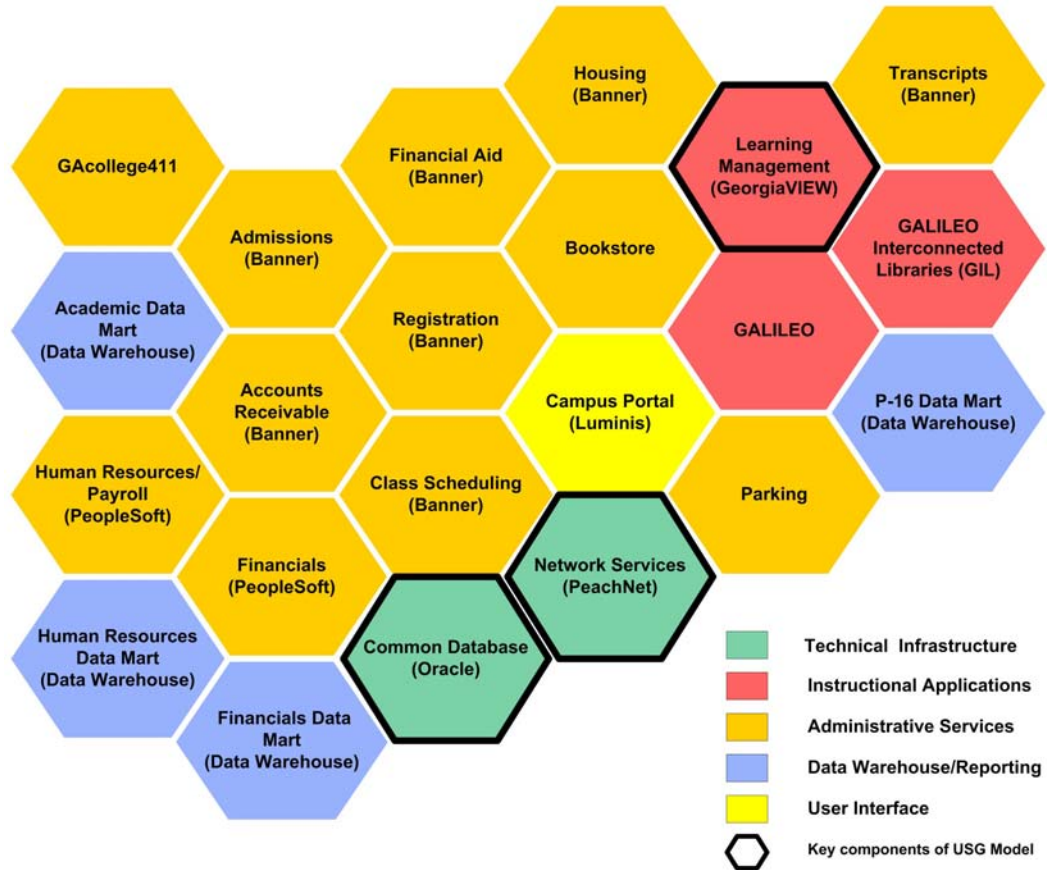 Housing
(Banner)
Transcripts
(Banner)
GAcollege411
Financial Aid
(Banner)
Learning
Management
(GeorgiaVIEW)
Admissions
(Banner)
Bookstore
GALILEO
Interconnected
Libraries (GIL)
Academic Data
Mart
(Data Warehouse)
Registration
(Banner)
GALILEO
Accounts
Receivable
(Banner)
Campus Portal
(Luminis)
P-16 Data Mart
(Data Warehouse)
Human Resources/
Payroll
(PeopleSoft)
Class Scheduling
(Banner)
Parking
Financials
(PeopleSoft)
Network Services
(PeachNet)
Human Resources
Data Mart
(Data Warehouse)
Common Database
(Oracle)
Financials Data
Mart
(Data Warehouse)
Technical Infrastructure
Instructional Applications
Administrative Services
Data Warehouse/Reporting
User Interface
Key components of USG Model